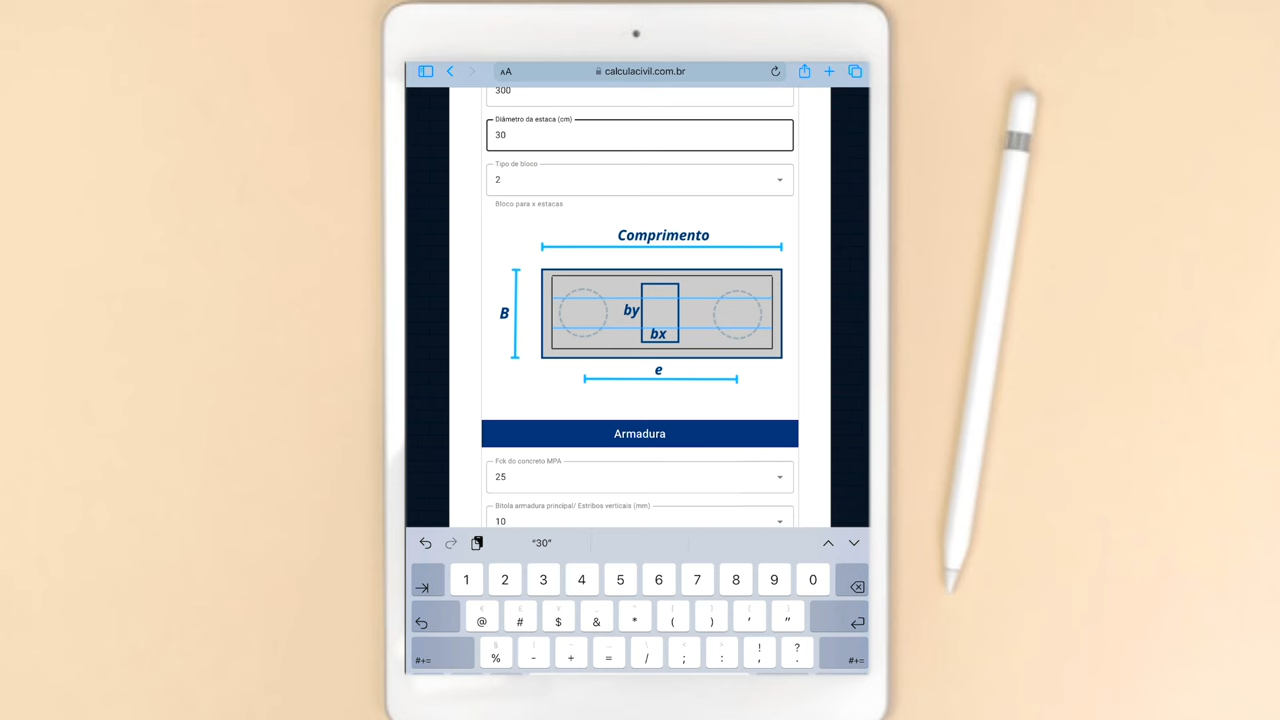 AA
calculacivil.com.br
300
Diâmetro da estaca (cm)
30
Tipo de bloco
2
Bloco para x estacas
Comprimento
B
by
bx
e
Armadura
Fck do concreto MPA
25
Bitola armadura principal/ Estribos verticais (mm)
10
"30"
1 2 3 4 5 6 7 8 9 0
@ # $ & * ( ) ' "
#+= % - + = / ; : ! , ? . #+=